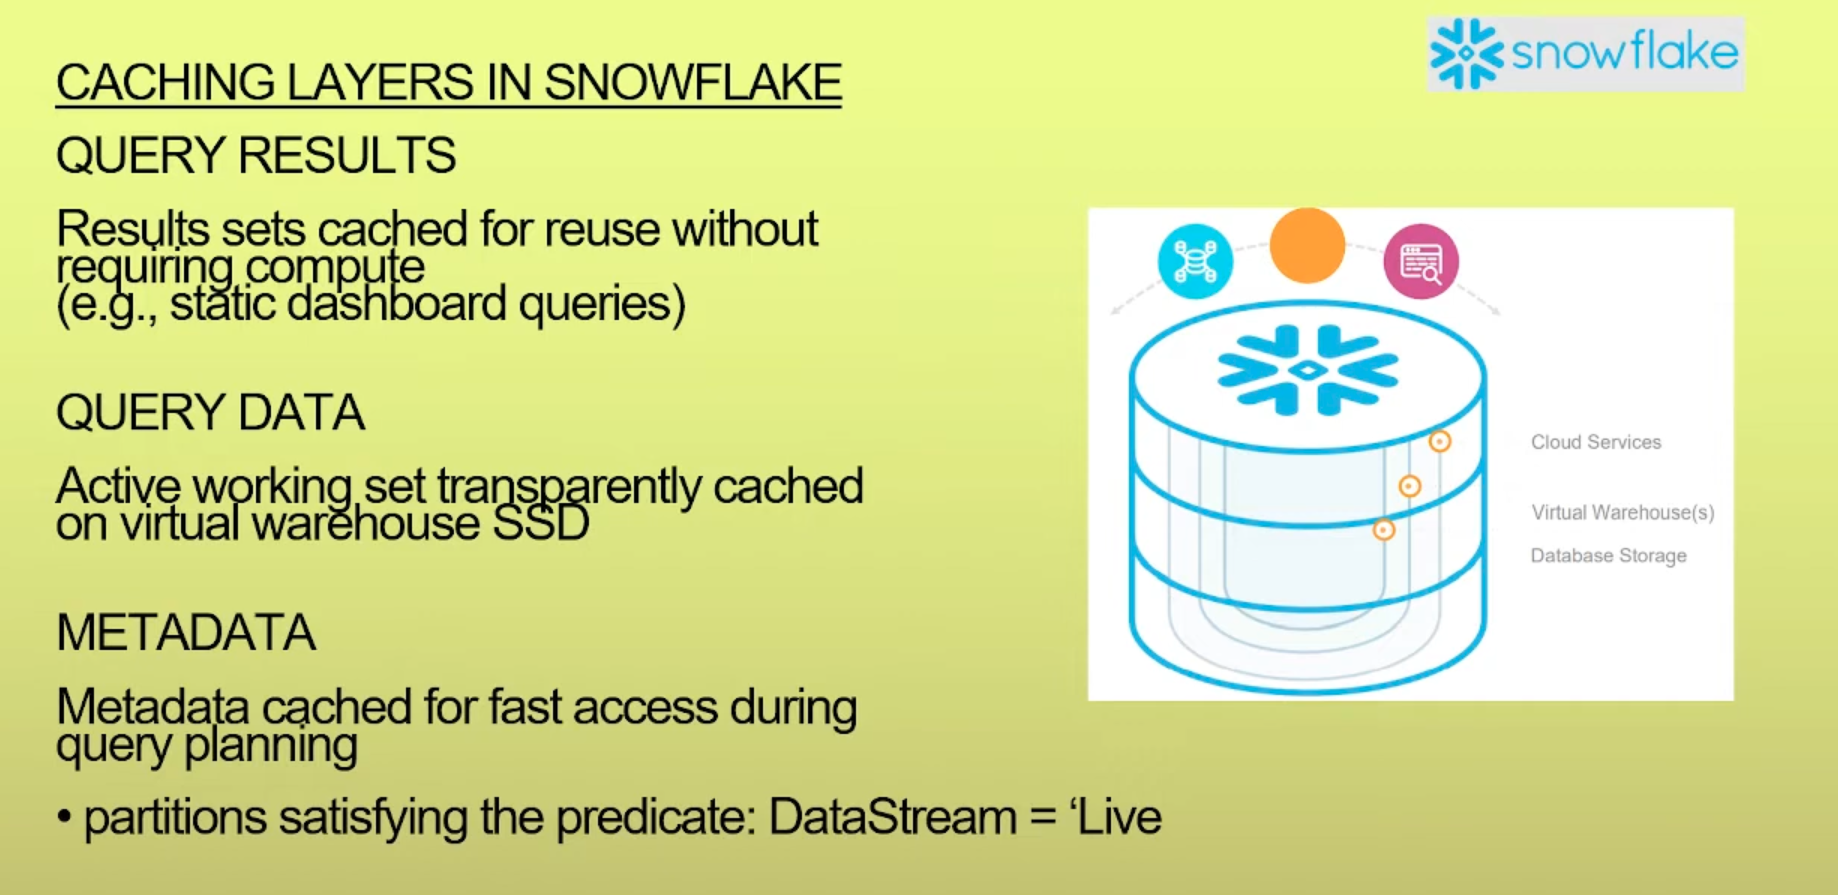 snowflake
CACHING LAYERS IN SNOWFLAKE
QUERY RESULTS
Results sets cached for reuse without
requiring compute
(e.g., static dashboard queries)
QUERY DATA
Active working set transparently cached
on virtual warehouse SSD
METADATA
Metadata cached for fast access during
query planning
• partitions satisfying the predicate: DataStream = ‘Live
Cloud Services
Virtual Warehouse(s)
Database Storage